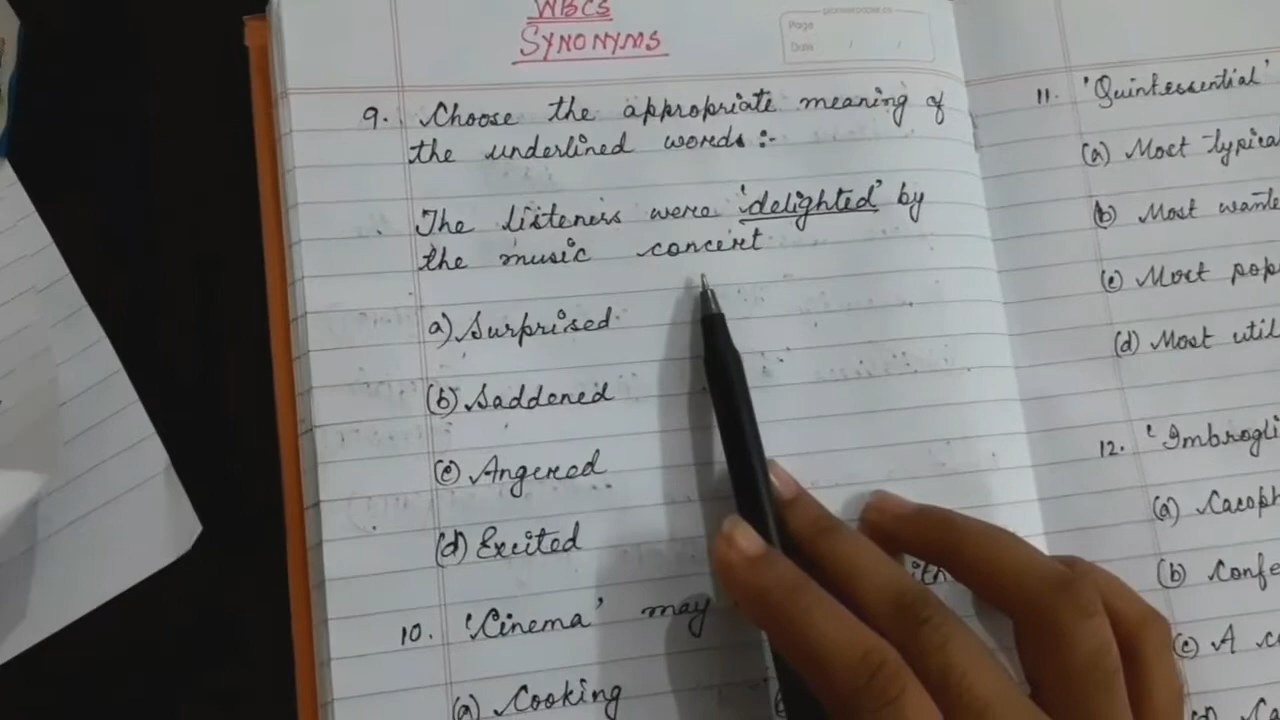 WBCS
SYNONYMS
Page
Date / /
9. Choose the appropriate meaning of
the underlined words :-
The listeners were 'delighted' by
the music concert
a) Surprised
(b) Saddened
(c) Angered
(d) Excited
10. 'Cinema' may
(a) Cooking
11. 'Quintessential'
(a) Most typica
(b) Most wante
(c) Most pop
(d) Most util
12. 'Imbrogli
(a) Cacoph
(b) Confe
(c) A c